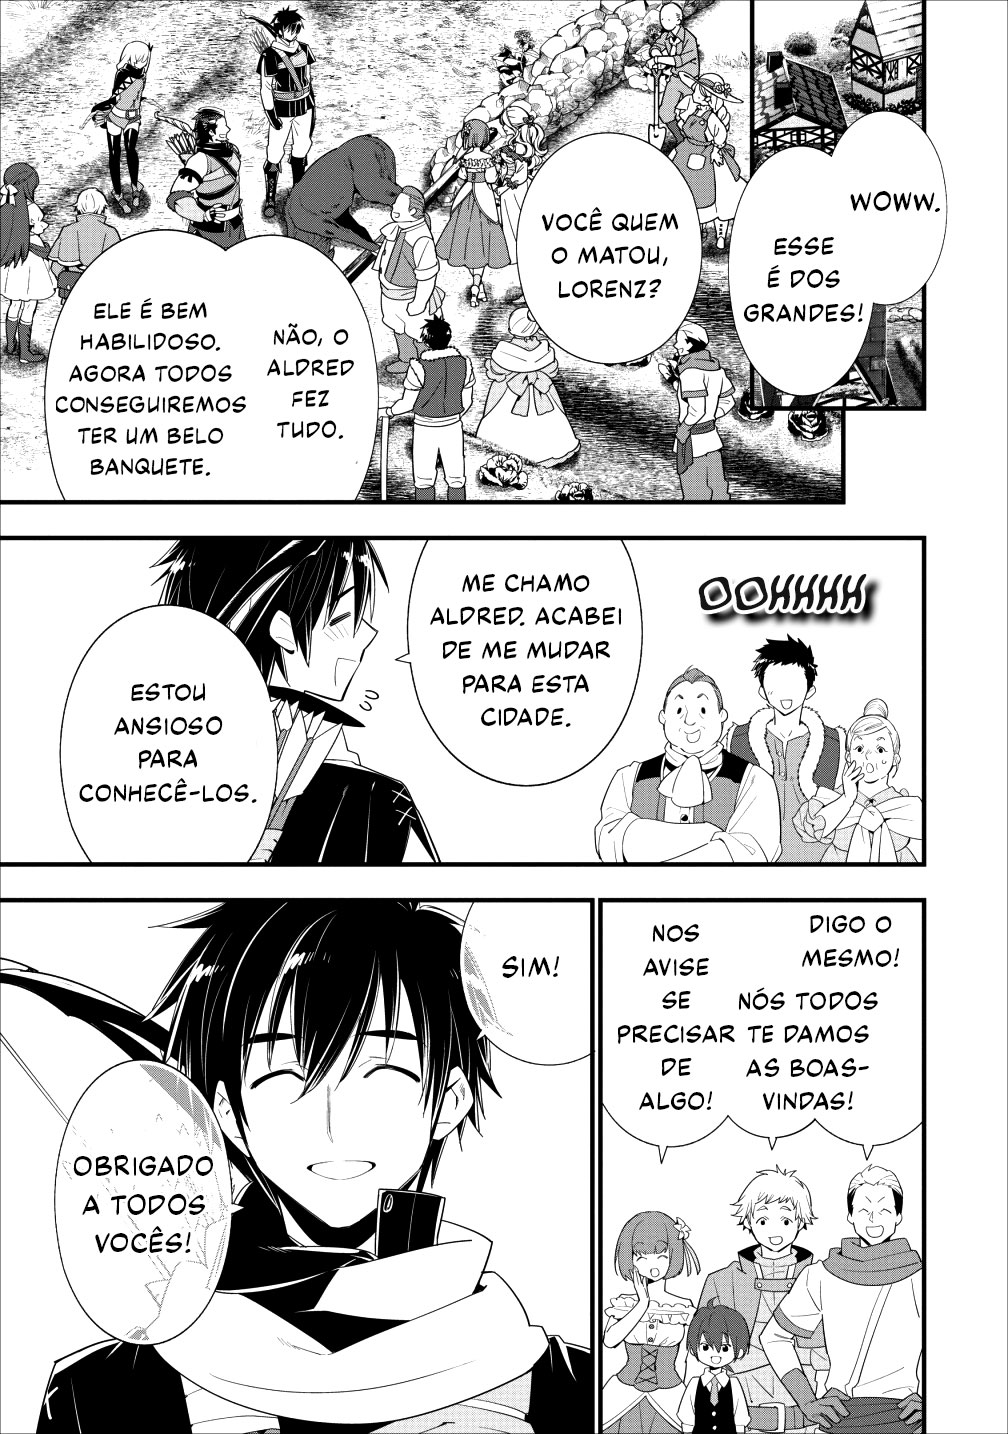 WOWW.
ESSE
É DOS
GRANDES!
VOCÊ QUEM
O MATOU,
LORENZ?
NÃO, O
ALDRED
FEZ
TUDO.
ELE É BEM
HABILIDOSO.
AGORA TODOS
CONSEGUIREMOS
TER UM BELO
BANQUETE.
OOHHHH
ME CHAMO
ALDRED. ACABEI
DE ME MUDAR
PARA ESTA
CIDADE.
ESTOU
ANSIOSO
PARA
CONHECÊ-LOS.
DIGO O
MESMO!
NÓS TODOS
TE DAMOS
AS BOAS-
VINDAS!
NOS
AVISE
SE
PRECISAR
DE
ALGO!
SIM!
OBRIGADO
A TODOS
VOCÊS!